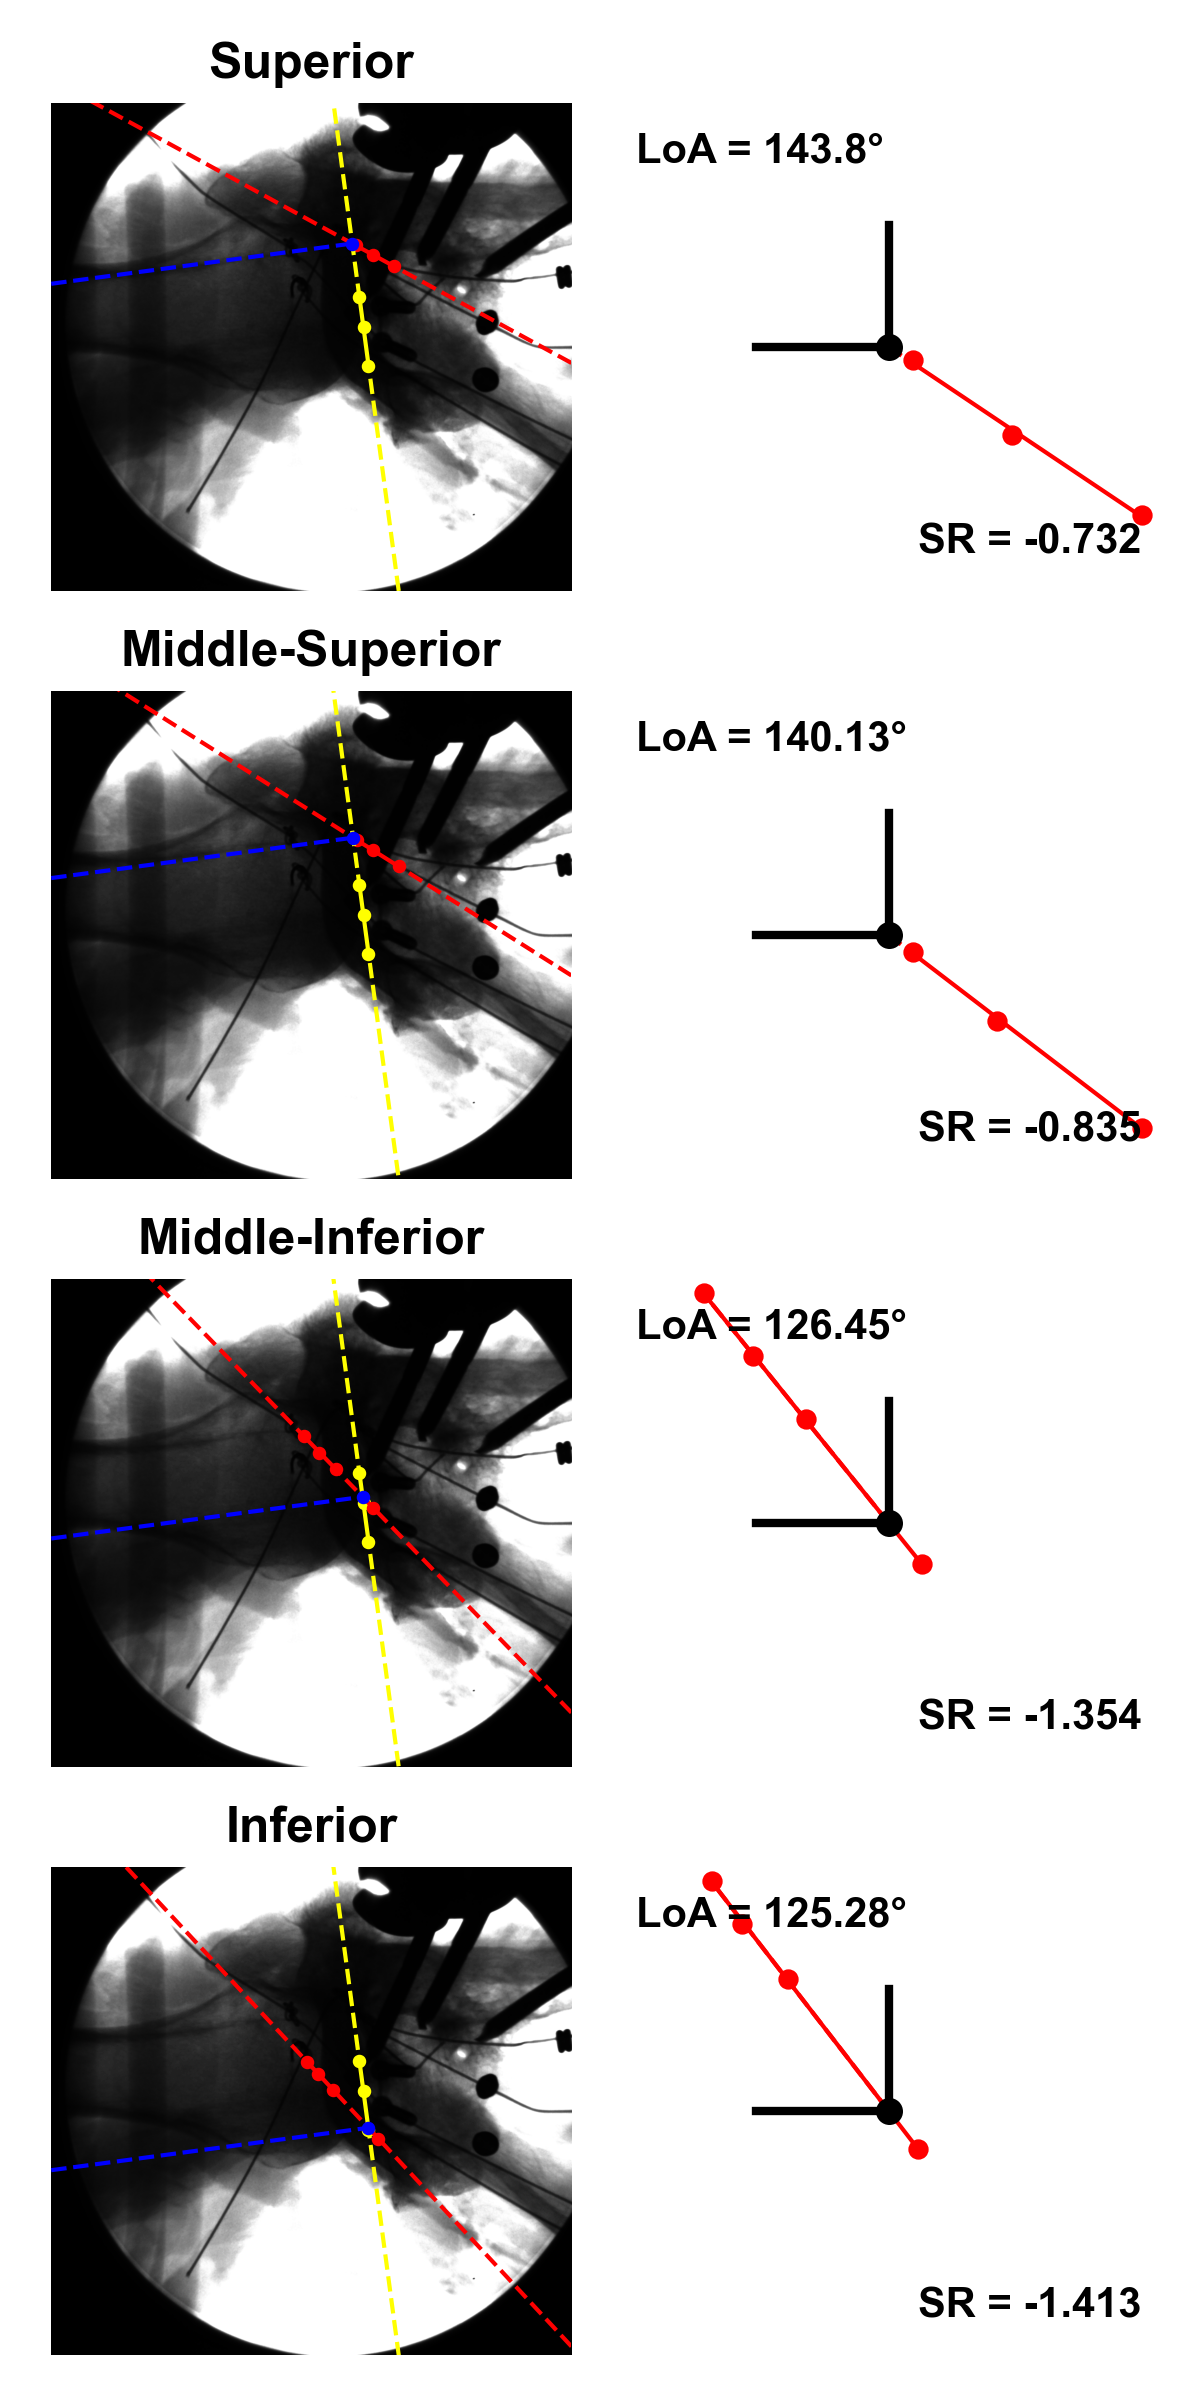 Superior
LoA = 143.8°
SR = -0.732
Middle-Superior
LoA = 140.13°
SR = -0.835
Middle-Inferior
LoA = 126.45°
SR = -1.354
Inferior
LoA = 125.28°
SR = -1.413